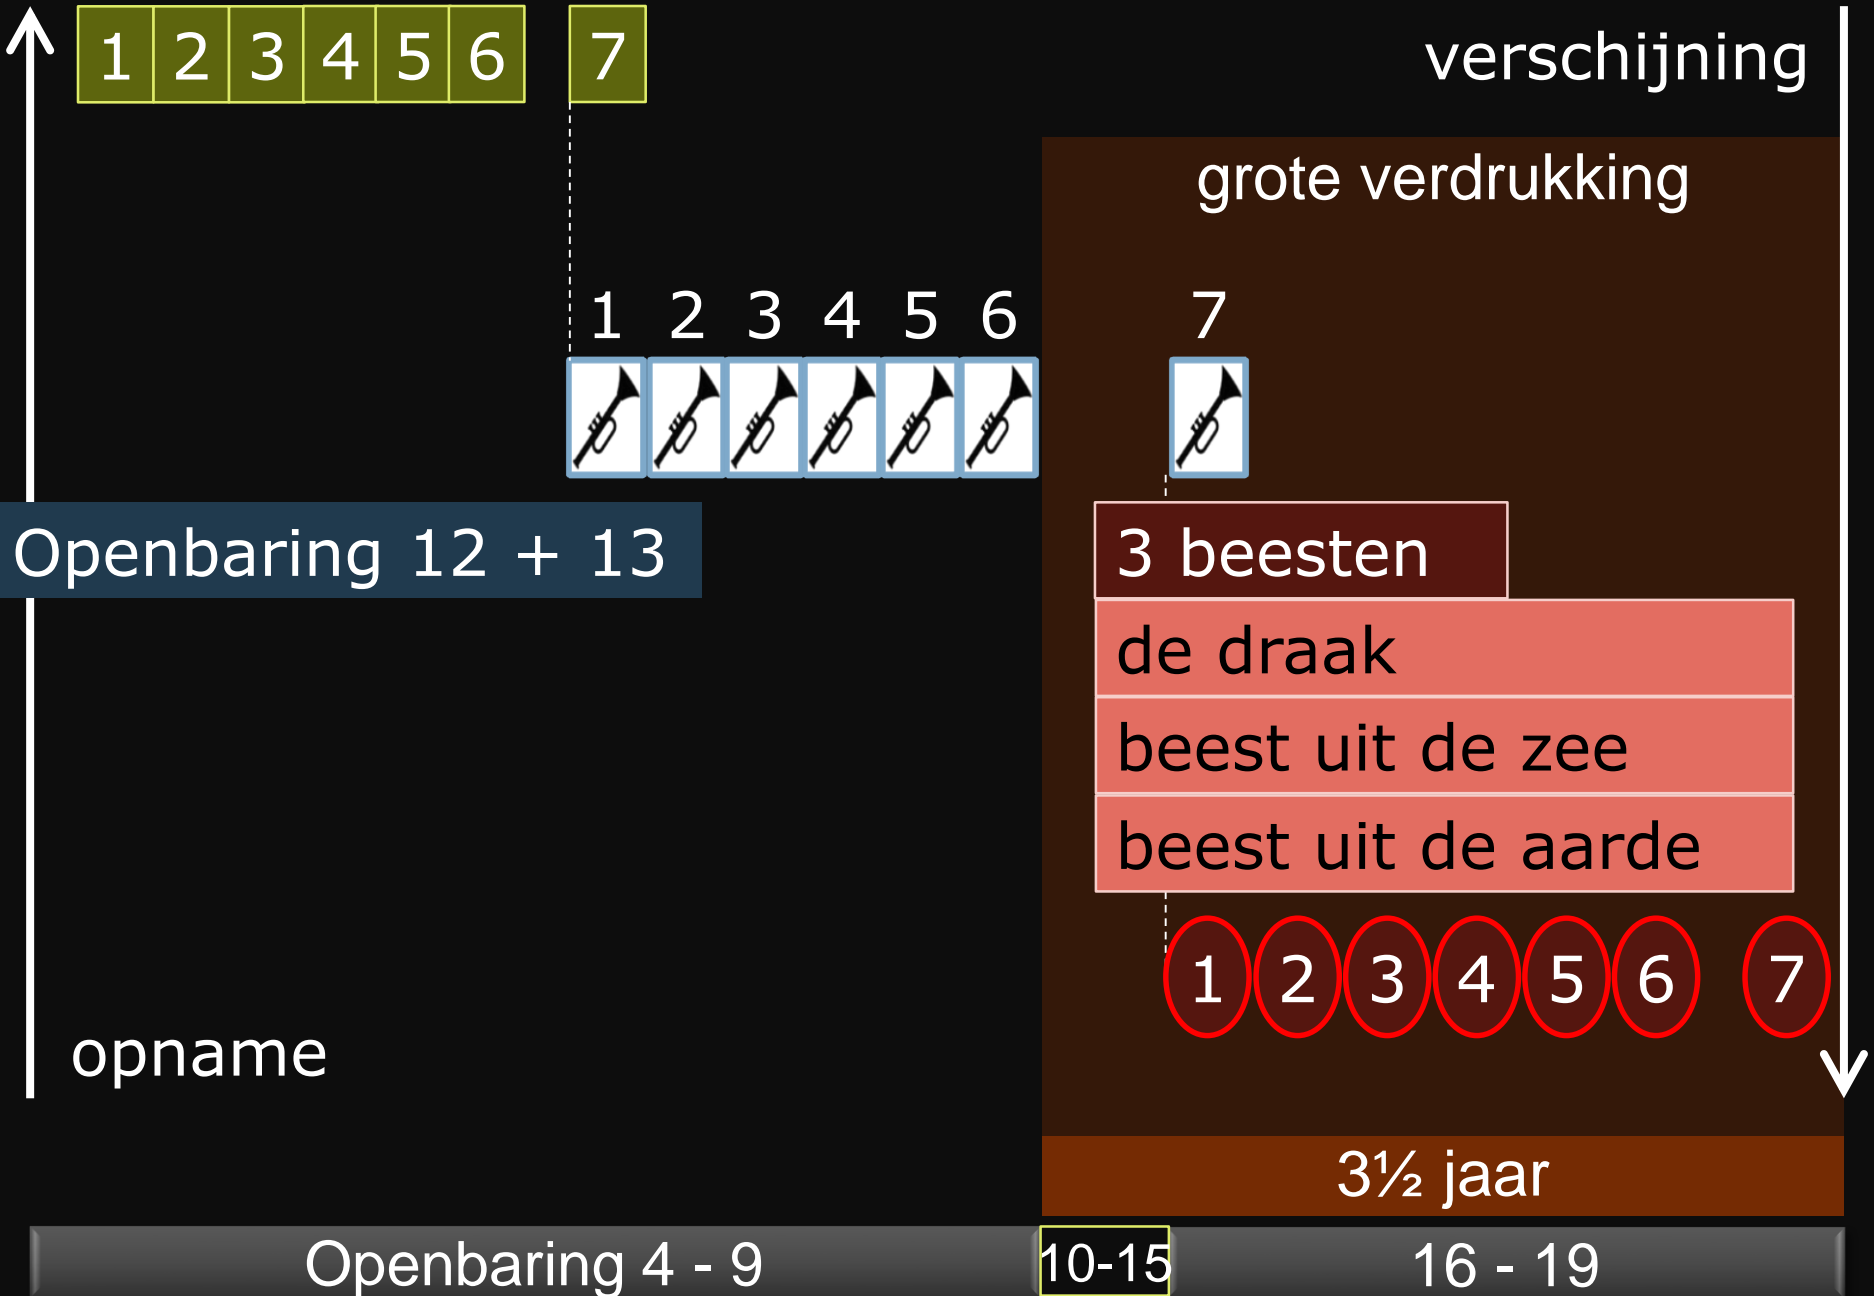 1 2 3 4 5 6 7
verschijning
grote verdrukking
1 2 3 4 5 6 7
Openbaring 12 + 13
3 beesten
de draak
beest uit de zee
beest uit de aarde
1 2 3 4 5 6 7
opname
3½ jaar
Openbaring 4 - 9
10-15
16 - 19